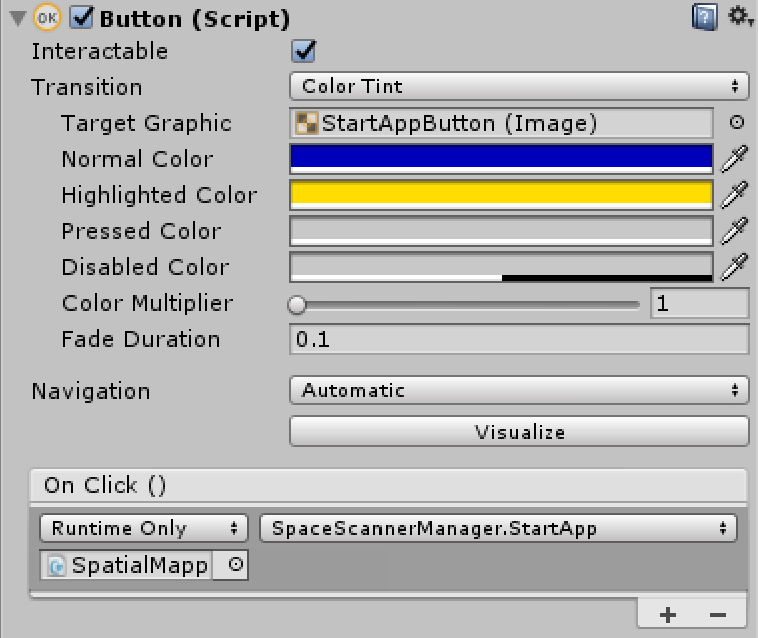 OK Button (Script)
Interactable
Transition Color Tint
Target Graphic StartAppButton (Image)
Normal Color
Highlighted Color
Pressed Color
Disabled Color
Color Multiplier 1
Fade Duration 0.1
Navigation Automatic
Visualize
On Click ()
Runtime Only SpaceScannerManager.StartApp
SpatialMapp